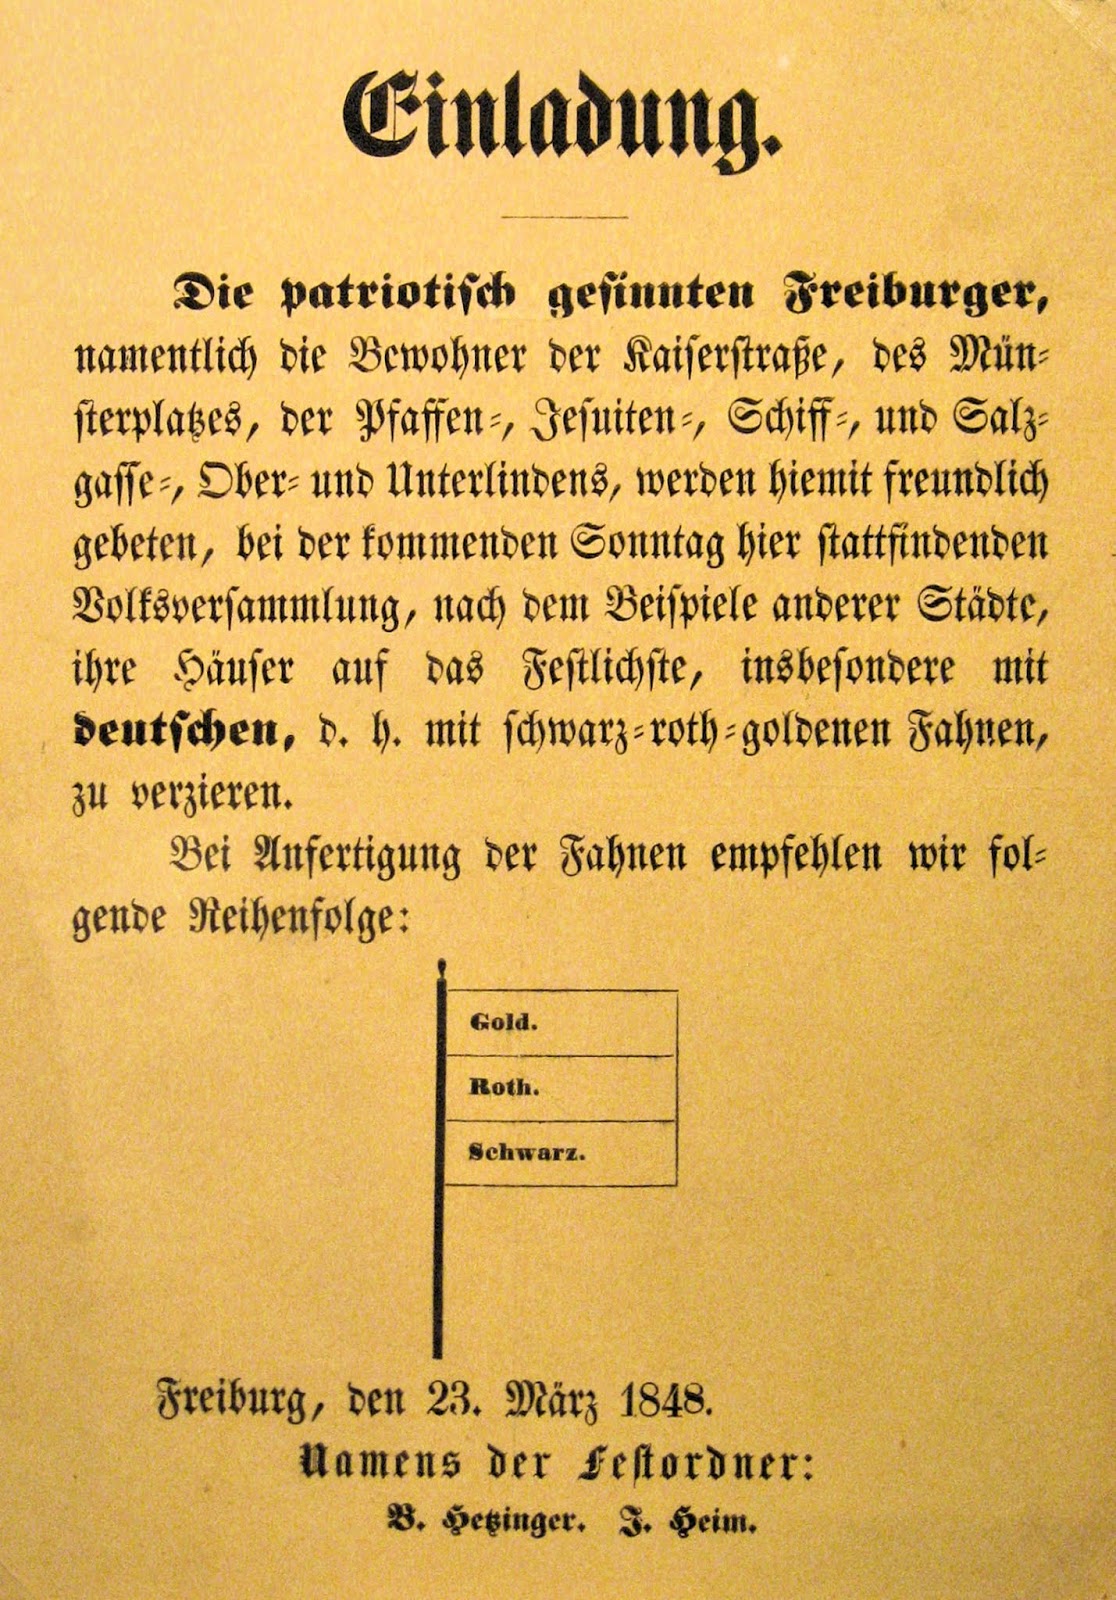 Einladung.
Die patriotisch gesinnten Freiburger,
namentlich die Bewohner der Kaiserstraße, des Mün-
sterplatzes, der Pfaffen-, Jesuiten-, Schiff-, und Salz-
gasse-, Ober- und Unterlindens, werden hiemit freundlich
gebeten, bei der kommenden Sonntag hier stattfindenden
Volksversammlung, nach dem Beispiele anderer Städte,
ihre Häuser auf das Festlichste, insbesondere mit
deutschen, d. h. mit schwarz-roth-goldenen Fahnen,
zu verzieren.
Bei Anfertigung der Fahnen empfehlen wir fol-
gende Reihenfolge:
Gold.
Roth.
Schwarz.
Freiburg, den 23. März 1848.
Namens der Festordner:
B. Hetzinger. J. Heim.